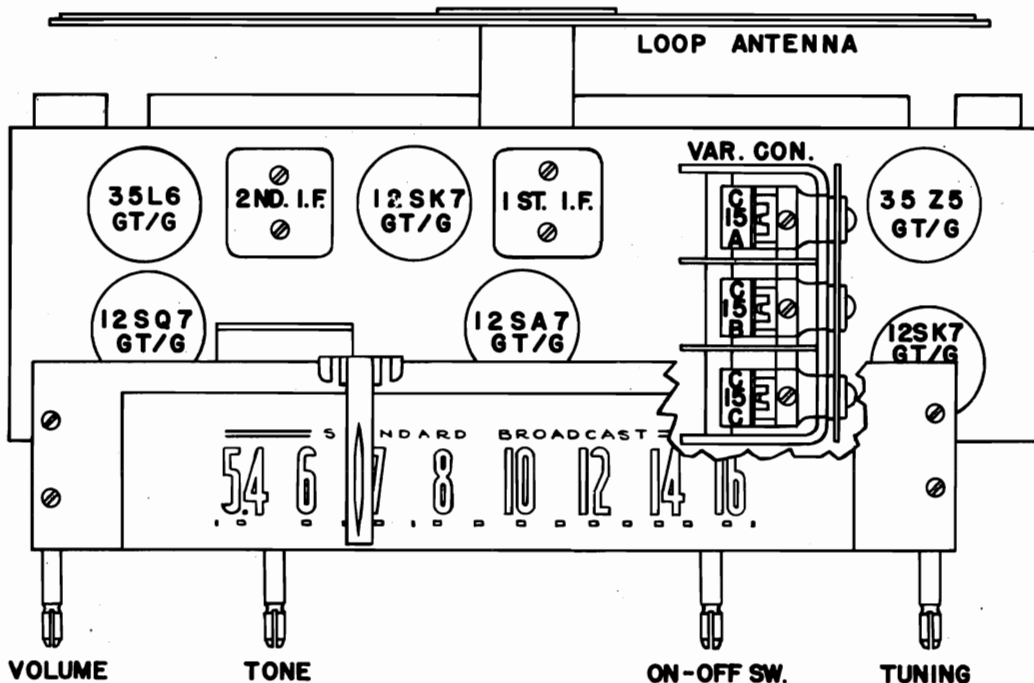 LOOP ANTENNA
VAR. CON.
35L6
GT/G
2ND. I.F.
12SK7
GT/G
1ST. I.F.
C
15
A
35Z5
GT/G
12SQ7
GT/G
12SA7
GT/G
C
15
B
12SK7
GT/G
C
15
C
S NDARD BROADCAST
5.4 6 7 8 10 12 14 16
VOLUME TONE ON-OFF SW. TUNING